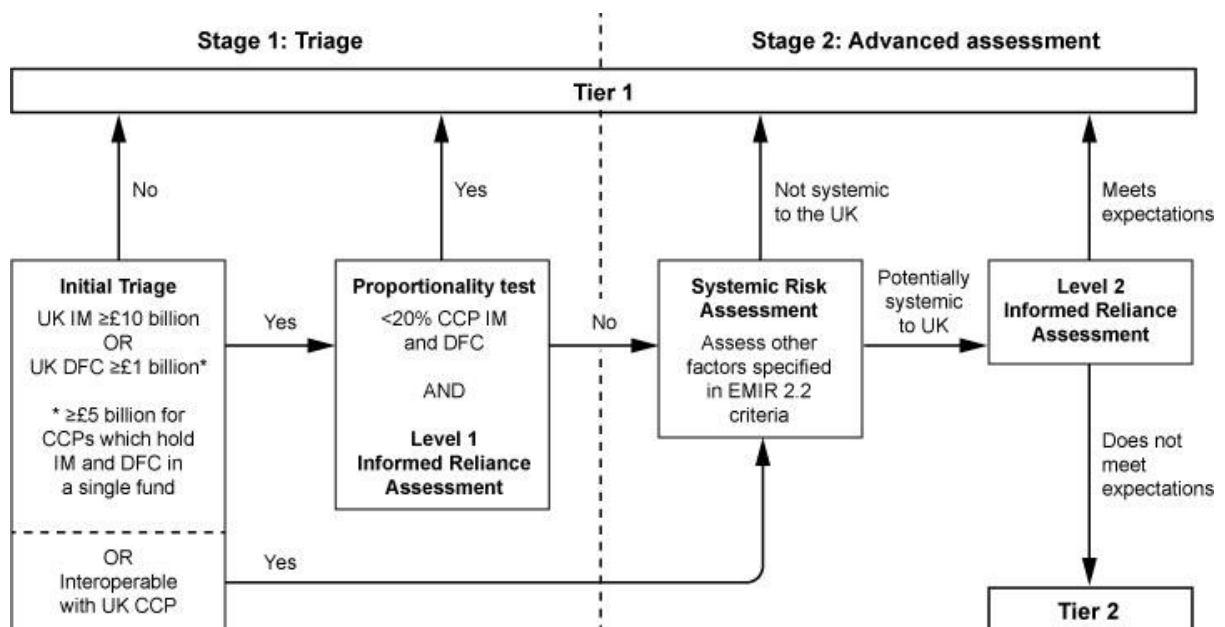 Stage 1: Triage
Stage 2: Advanced assessment
Tier 1
No
Yes
Not systemic
to the UK
Meets
expectations
Initial Triage
UK IM ≥£10 billion
OR
UK DFC ≥£1 billion*
* ≥£5 billion for
CCPs which hold
IM and DFC in
a single fund
OR
Interoperable
with UK CCP
Yes
Yes
Proportionality test
<20% CCP IM
and DFC
AND
Level 1
Informed Reliance
Assessment
No
Systemic Risk
Assessment
Assess other
factors specified
in EMIR 2.2
criteria
Potentially
systemic
to UK
Level 2
Informed Reliance
Assessment
Does not
meet
expectations
Tier 2